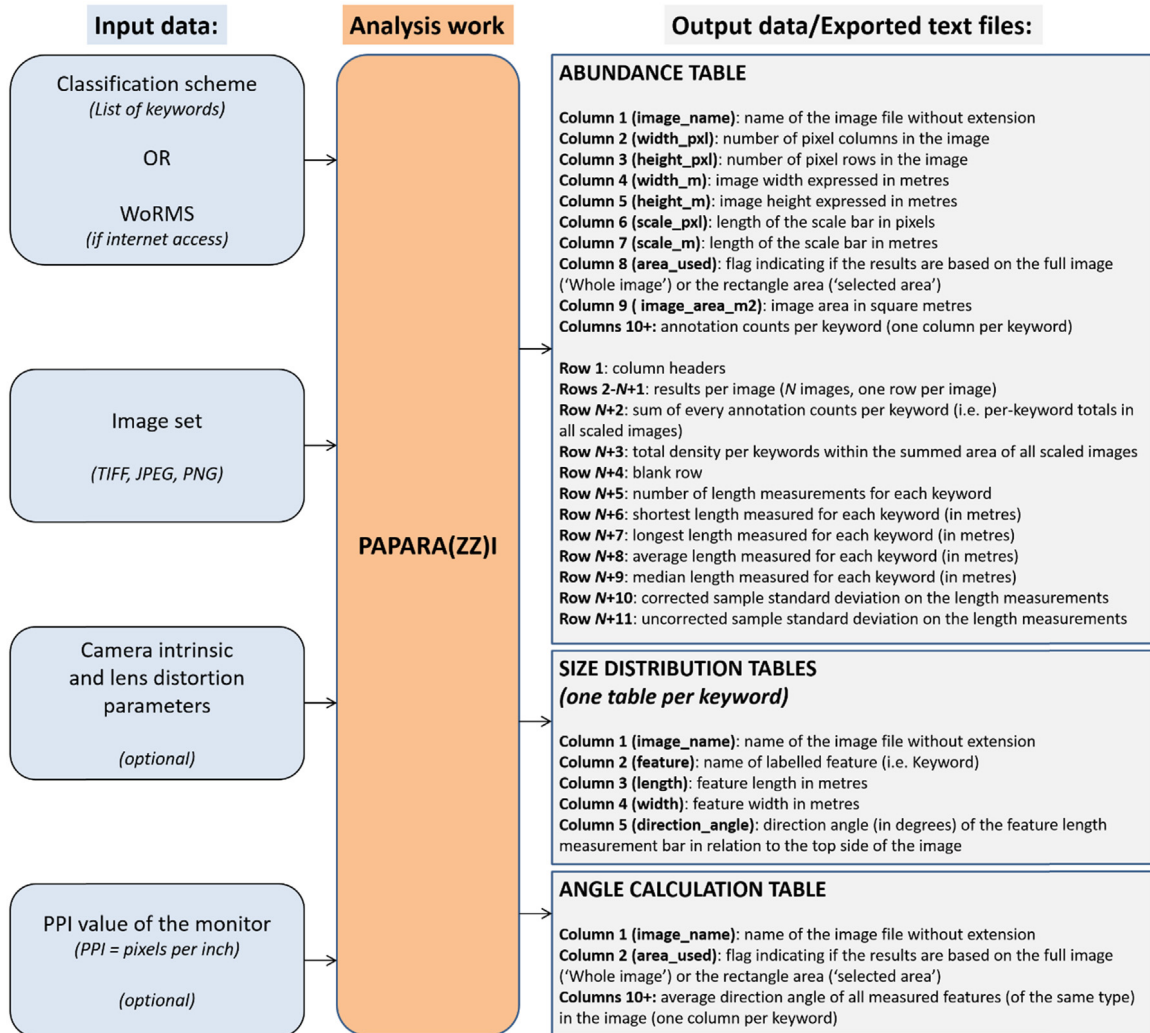 Input data:
Analysis work
Output data/Exported text files:
Classification scheme
(List of keywords)
OR
WoRMS
(if internet access)
Image set
(TIFF, JPEG, PNG)
Camera intrinsic
and lens distortion
parameters
(optional)
PPI value of the monitor
(PPI = pixels per inch)
(optional)
PAPARA(ZZ)I
ABUNDANCE TABLE
Column 1 (image_name): name of the image file without extension
Column 2 (width_pxl): number of pixel columns in the image
Column 3 (height_pxl): number of pixel rows in the image
Column 4 (width_m): image width expressed in metres
Column 5 (height_m): image height expressed in metres
Column 6 (scale_pxl): length of the scale bar in pixels
Column 7 (scale_m): length of the scale bar in metres
Column 8 (area_used): flag indicating if the results are based on the full image
('Whole image') or the rectangle area ('selected area')
Column 9 ( image_area_m2): image area in square metres
Columns 10+: annotation counts per keyword (one column per keyword)
Row 1: column headers
Rows 2-N+1: results per image (N images, one row per image)
Row N+2: sum of every annotation counts per keyword (i.e. per-keyword totals in
all scaled images)
Row N+3: total density per keywords within the summed area of all scaled images
Row N+4: blank row
Row N+5: number of length measurements for each keyword
Row N+6: shortest length measured for each keyword (in metres)
Row N+7: longest length measured for each keyword (in metres)
Row N+8: average length measured for each keyword (in metres)
Row N+9: median length measured for each keyword (in metres)
Row N+10: corrected sample standard deviation on the length measurements
Row N+11: uncorrected sample standard deviation on the length measurements
SIZE DISTRIBUTION TABLES
(one table per keyword)
Column 1 (image_name): name of the image file without extension
Column 2 (feature): name of labelled feature (i.e. Keyword)
Column 3 (length): feature length in metres
Column 4 (width): feature width in metres
Column 5 (direction_angle): direction angle (in degrees) of the feature length
measurement bar in relation to the top side of the image
ANGLE CALCULATION TABLE
Column 1 (image_name): name of the image file without extension
Column 2 (area_used): flag indicating if the results are based on the full image
('Whole image') or the rectangle area ('selected area')
Columns 10+: average direction angle of all measured features (of the same type)
in the image (one column per keyword)